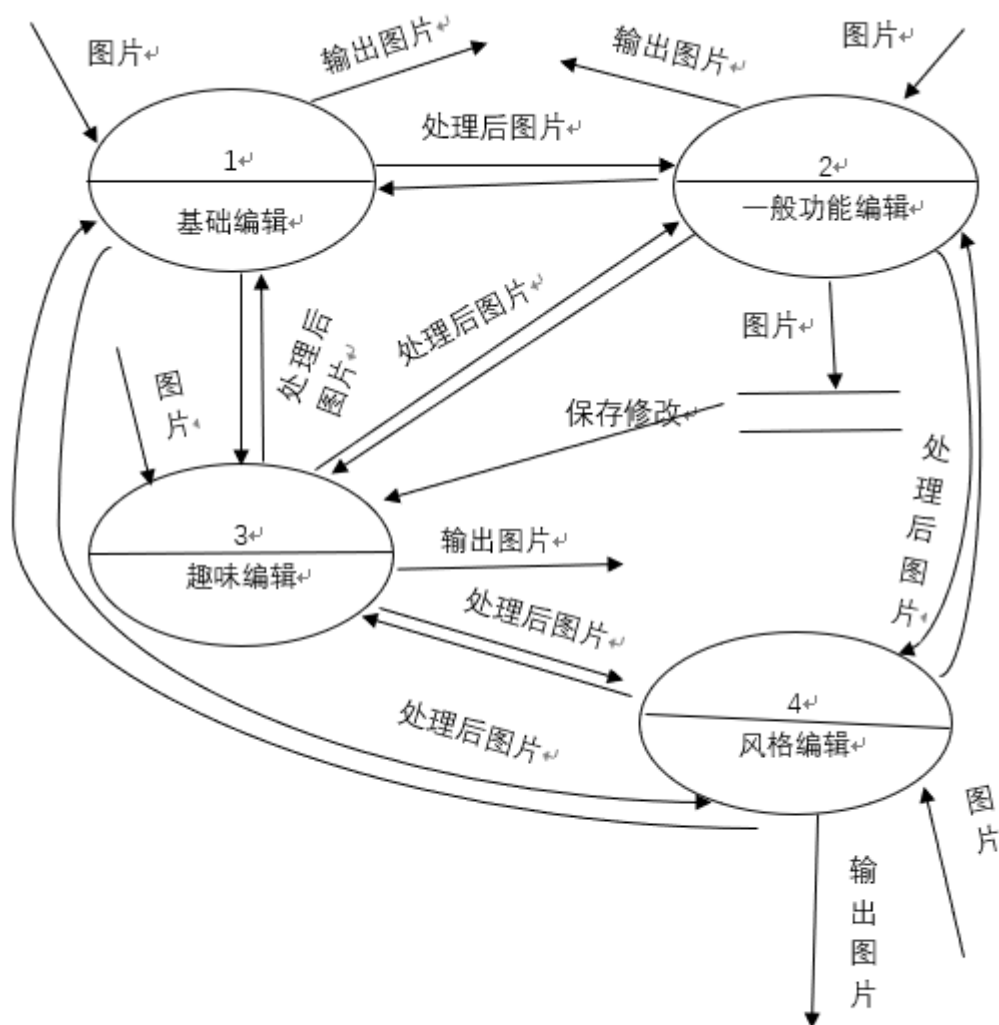 图片
输出图片
输出图片
图片
处理后图片
1
基础编辑
2
一般功能编辑
处理后图片
处理后
图片
图片
图
片
保存修改
处
理
后
图
片
3
趣味编辑
输出图片
处理后图片
处理后图片
4
风格编辑
图
片
输
出
图
片